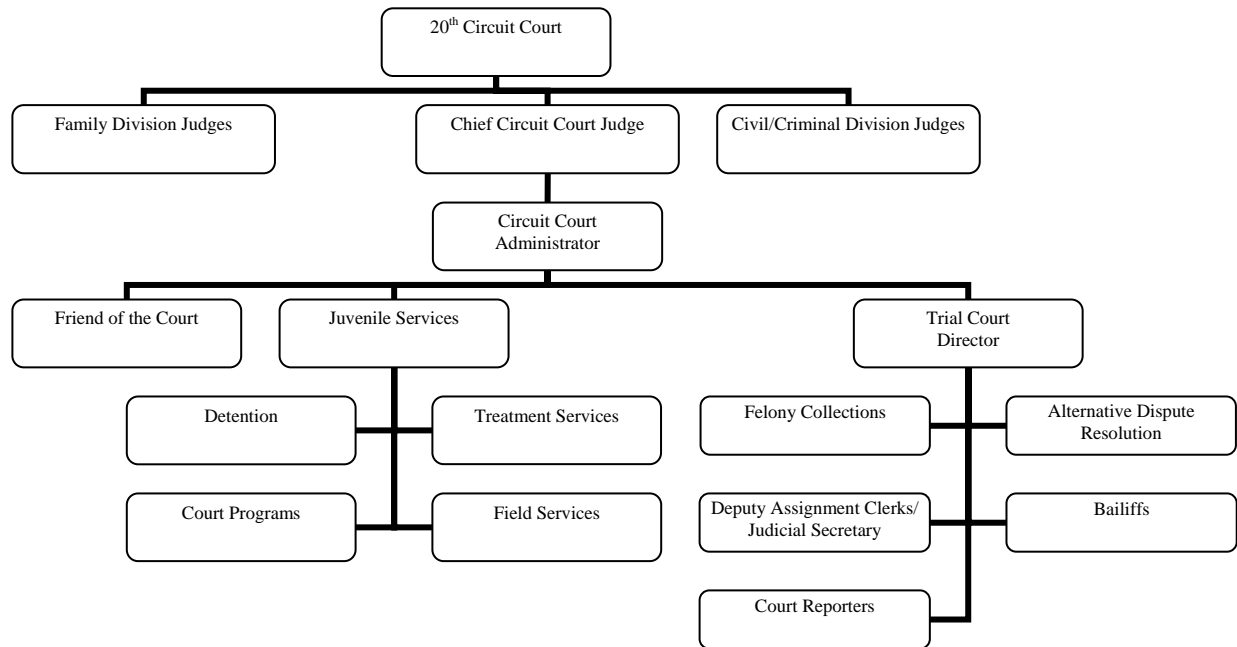 20th Circuit Court
Family Division Judges
Chief Circuit Court Judge
Civil/Criminal Division Judges
Circuit Court
Administrator
Friend of the Court
Juvenile Services
Trial Court
Director
Detention
Treatment Services
Felony Collections
Alternative Dispute
Resolution
Court Programs
Field Services
Deputy Assignment Clerks/
Judicial Secretary
Bailiffs
Court Reporters